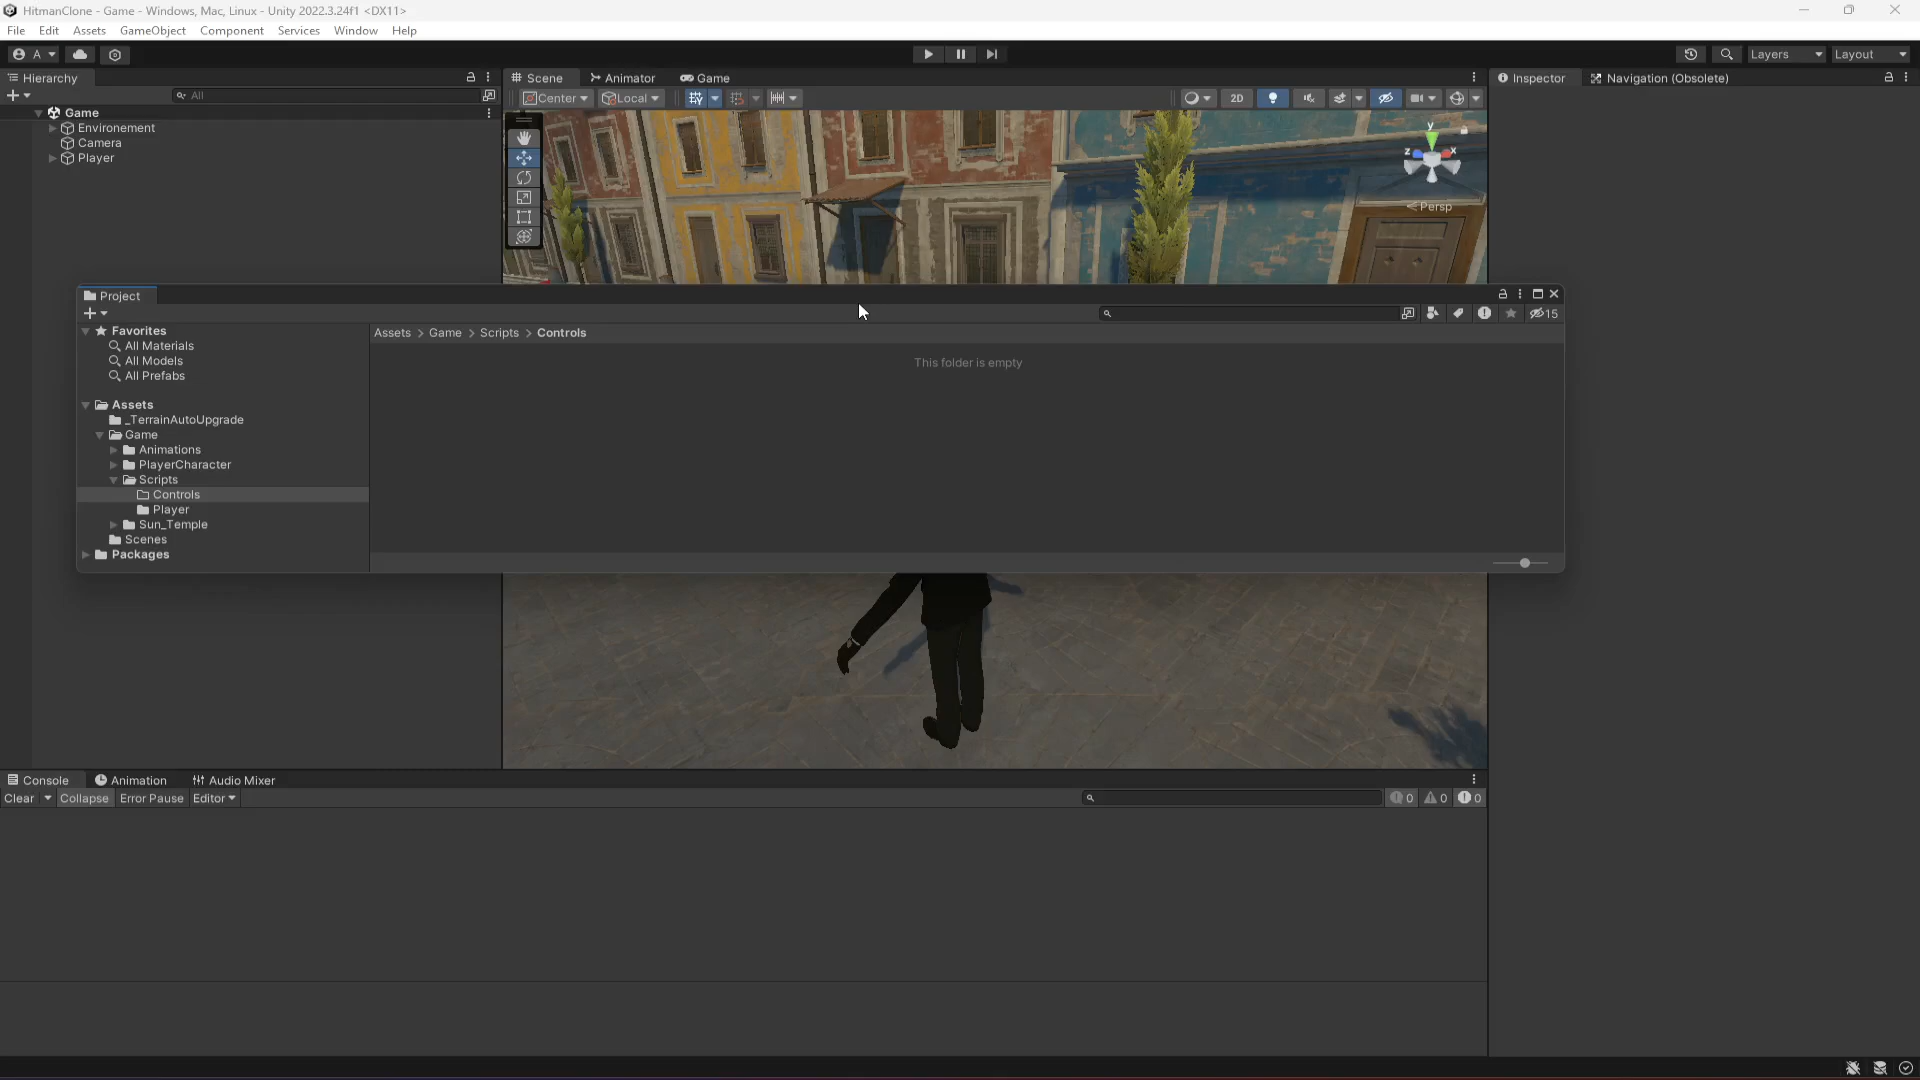 HitmanClone - Game - Windows, Mac, Linux - Unity 2022.3.24f1 <DX11>
File Edit Assets GameObject Component Services Window Help
A Layers Layout
Hierarchy Scene Animator Game Inspector Navigation (Obsolete)
All Center Local 2D
Game
Environement
Camera
Player
y
z x
Persp
Project
15
Favorites
Assets > Game > Scripts > Controls
All Materials
All Models
All Prefabs
This folder is empty
Assets
_TerrainAutoUpgrade
Game
Animations
PlayerCharacter
Scripts
Controls
Player
Sun_Temple
Scenes
Packages
Console Animation Audio Mixer
Clear Collapse Error Pause Editor 0 0 0